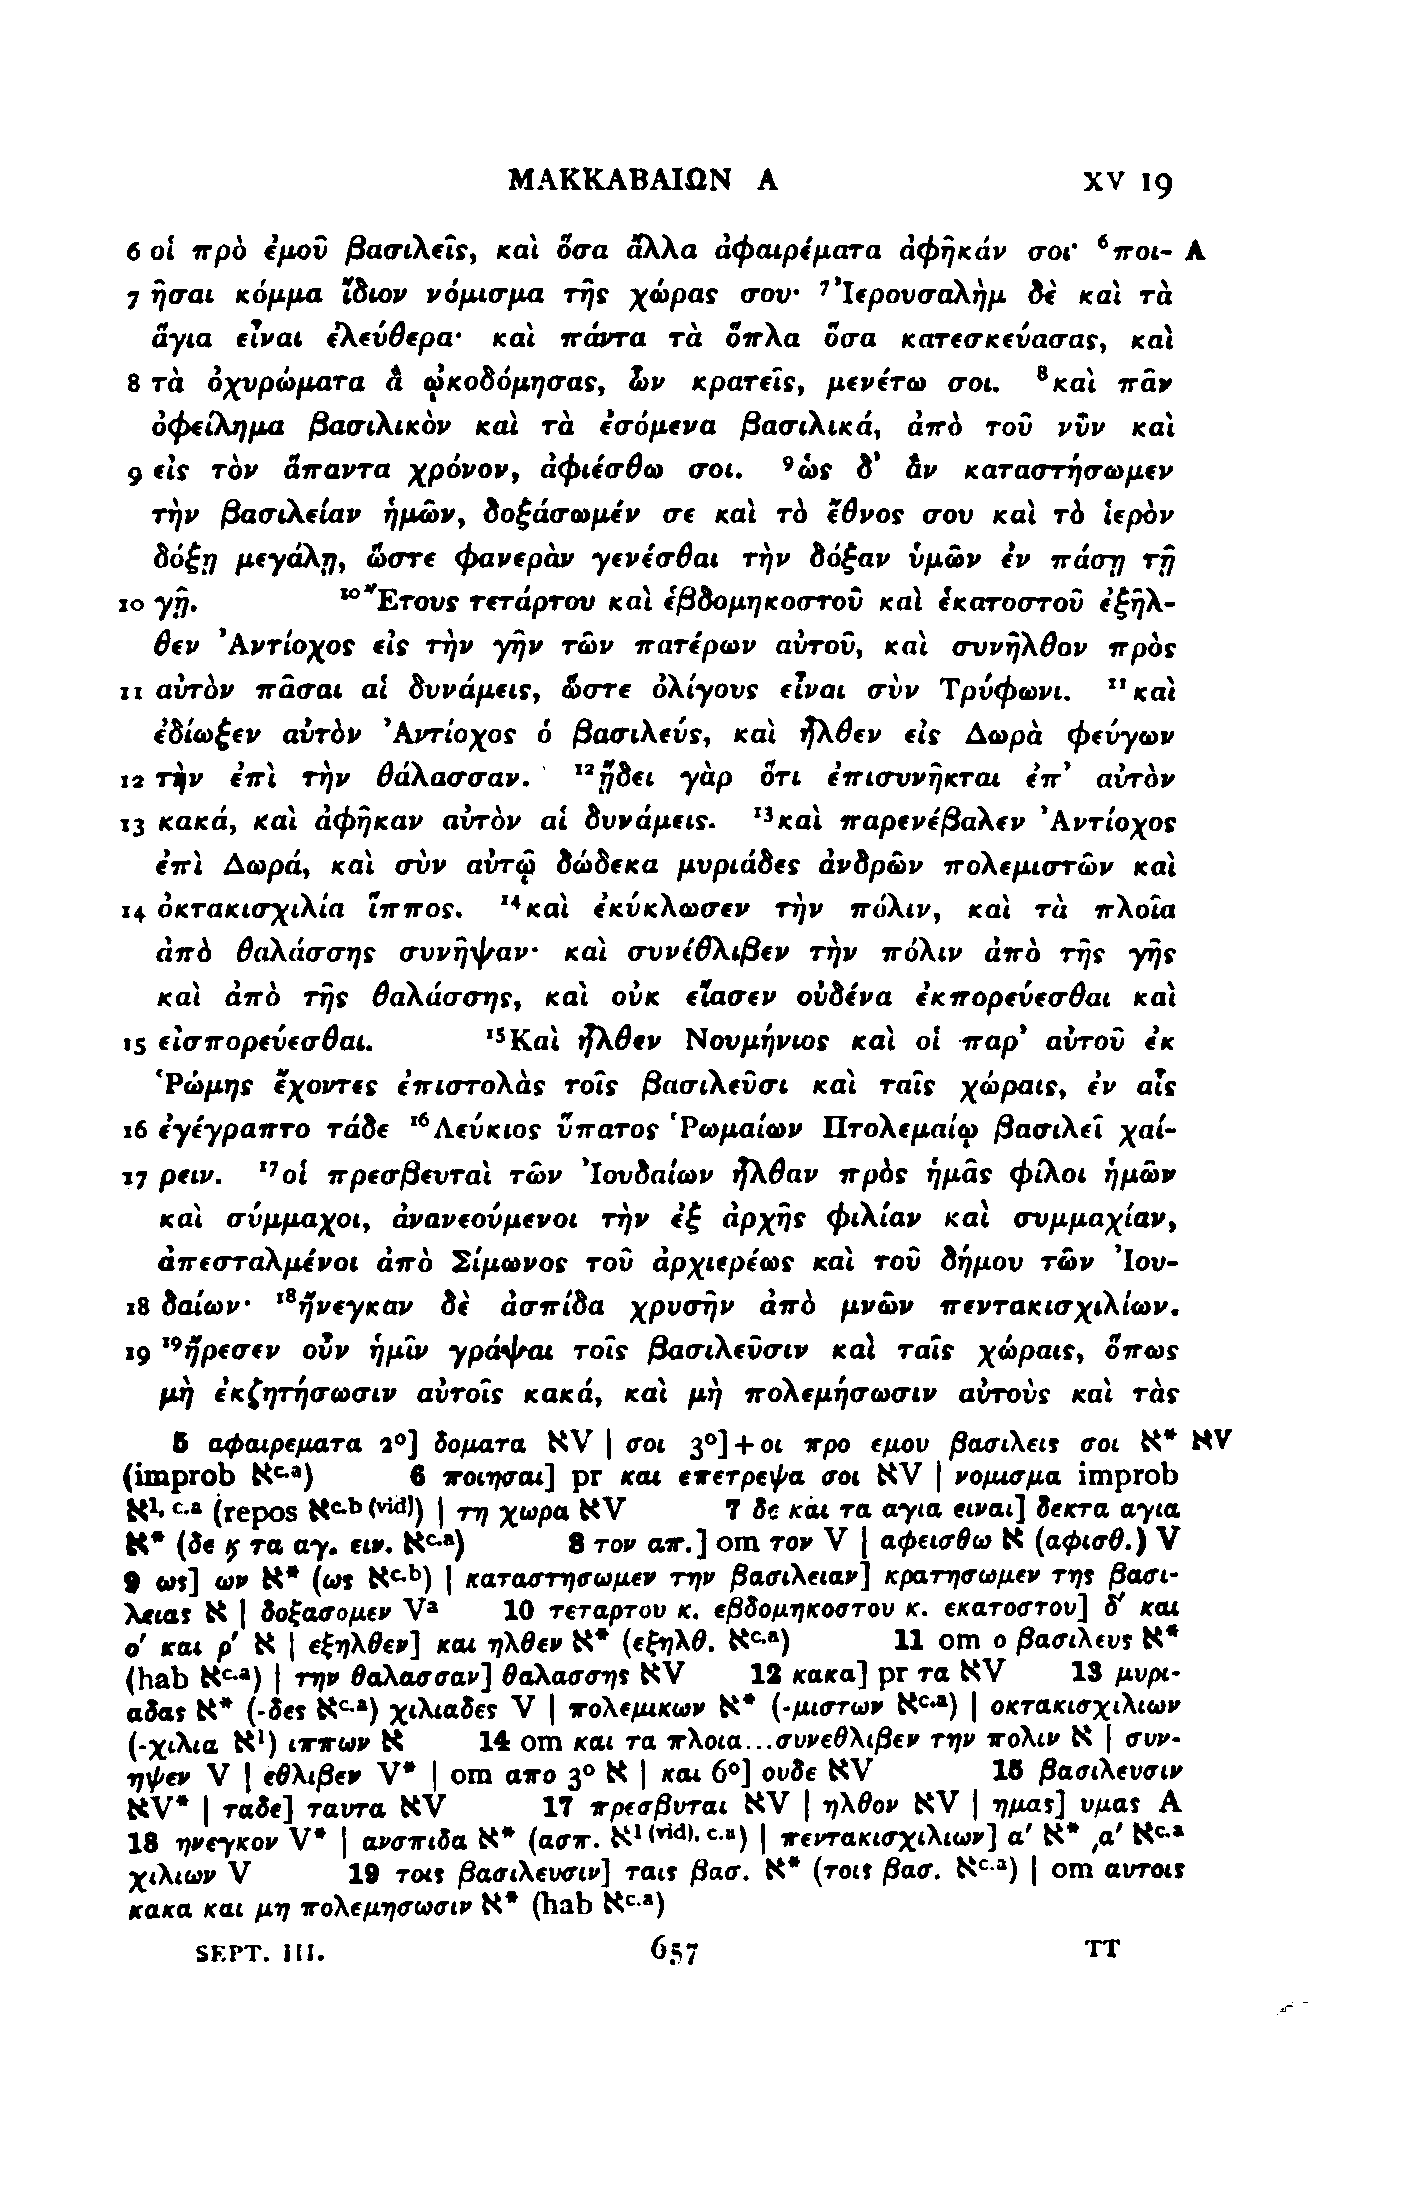 ΜΑΚΚΑΒΑΙΩΝ Α XV 19
6 οἱ πρὸ ἐμοῦ βασιλεῖς, καὶ ὅσα ἄλλα ἀφαιρέματα ἀφῆκάν σοι· ⁶ποι- A
7 ῆσαι κόμμα ἴδιον νόμισμα τῆς χώρας σου· ⁷Ἰερουσαλὴμ δὲ καὶ τὰ
ἅγια εἶναι ἐλεύθερα· καὶ πάντα τὰ ὅπλα ὅσα κατεσκεύασας, καὶ
8 τὰ ὀχυρώματα ἃ ᾠκοδόμησας, ὧν κρατεῖς, μενέτω σοι. ⁸καὶ πᾶν
ὀφείλημα βασιλικὸν καὶ τὰ ἐσόμενα βασιλικά, ἀπὸ τοῦ νῦν καὶ
9 εἰς τὸν ἅπαντα χρόνον, ἀφιέσθω σοι. ⁹ὡς δ᾽ ἂν καταστήσωμεν
τὴν βασιλείαν ἡμῶν, δοξάσωμέν σε καὶ τὸ ἔθνος σου καὶ τὸ ἱερὸν
δόξῃ μεγάλῃ, ὥστε φανερὰν γενέσθαι τὴν δόξαν ὑμῶν ἐν πάσῃ τῇ
10 γῇ. ¹⁰Ἔτους τετάρτου καὶ ἑβδομηκοστοῦ καὶ ἑκατοστοῦ ἐξῆλ-
θεν Ἀντίοχος εἰς τὴν γῆν τῶν πατέρων αὐτοῦ, καὶ συνῆλθον πρὸς
11 αὐτὸν πᾶσαι αἱ δυνάμεις, ὥστε ὀλίγους εἶναι σὺν Τρύφωνι. ¹¹καὶ
ἐδίωξεν αὐτὸν Ἀντίοχος ὁ βασιλεύς, καὶ ἦλθεν εἰς Δωρὰ φεύγων
12 τὴν ἐπὶ τὴν θάλασσαν. ¹²ᾔδει γὰρ ὅτι ἐπισυνῆκται ἐπ᾽ αὐτὸν
13 κακά, καὶ ἀφῆκαν αὐτὸν αἱ δυνάμεις. ¹³καὶ παρενέβαλεν Ἀντίοχος
ἐπὶ Δωρά, καὶ σὺν αὐτῷ δώδεκα μυριάδες ἀνδρῶν πολεμιστῶν καὶ
14 ὀκτακισχιλία ἵππος. ¹⁴καὶ ἐκύκλωσεν τὴν πόλιν, καὶ τὰ πλοῖα
ἀπὸ θαλάσσης συνῆψαν· καὶ συνέθλιβεν τὴν πόλιν ἀπὸ τῆς γῆς
καὶ ἀπὸ τῆς θαλάσσης, καὶ οὐκ εἴασεν οὐδένα ἐκπορεύεσθαι καὶ
15 εἰσπορεύεσθαι. ¹⁵Καὶ ἦλθεν Νουμήνιος καὶ οἱ παρ᾽ αὐτοῦ ἐκ
Ῥώμης ἔχοντες ἐπιστολὰς τοῖς βασιλεῦσι καὶ ταῖς χώραις, ἐν αἷς
16 ἐγέγραπτο τάδε ¹⁶Λεύκιος ὕπατος Ῥωμαίων Πτολεμαίῳ βασιλεῖ χαί-
17 ρειν. ¹⁷οἱ πρεσβευταὶ τῶν Ἰουδαίων ἦλθαν πρὸς ἡμᾶς φίλοι ἡμῶν
καὶ σύμμαχοι, ἀνανεούμενοι τὴν ἐξ ἀρχῆς φιλίαν καὶ συμμαχίαν,
ἀπεσταλμένοι ἀπὸ Σίμωνος τοῦ ἀρχιερέως καὶ τοῦ δήμου τῶν Ἰου-
18 δαίων· ¹⁸ἤνεγκαν δὲ ἀσπίδα χρυσῆν ἀπὸ μνῶν πεντακισχιλίων.
19 ¹⁹ἤρεσεν οὖν ἡμῖν γράψαι τοῖς βασιλεῦσιν καὶ ταῖς χώραις, ὅπως
μὴ ἐκζητήσωσιν αὐτοῖς κακά, καὶ μὴ πολεμήσωσιν αὐτοὺς καὶ τὰς
5 αφαιρεματα 2°] δοματα אV | σοι 3°]+οι προ εμου βασιλεις σοι א* אV
(improb אc.a) 6 ποιησαι] pr και επετρεψα σοι אV | νομισμα improb
א1, c.a (repos אc.b (vid)) | τη χωρα אV 7 δε και τα αγια ειναι] δεκτα αγια
א* (δε ϗ τα αγ. ειν. אc.a) 8 τον απ.] om τον V | αφεισθω א (αφισθ.) V
9 ως] ων א* (ως אc.b) | καταστησωμεν την βασιλειαν] κρατησωμεν της βασι-
λειας א | δοξασομεν Va 10 τεταρτου κ. εβδομηκοστου κ. εκατοστου] δ′ και
ο′ και ρ′ א | εξηλθεν] και ηλθεν א* (εξηλθ. אc.a) 11 om ο βασιλευς א*
(hab אc.a) | την θαλασσαν] θαλασσης אV 12 κακα] pr τα אV 13 μυρι-
αδας א* (-δες אc.a) χιλιαδες V | πολεμικων א* (-μιστων אc.a) | οκτακισχιλιων
(-χιλια א1) ιππων א 14 om και τα πλοια...συνεθλιβεν την πολιν א | συν-
ηψεν V | εθλιβεν V* | om απο 3° א | και 6°] ουδε אV 15 βασιλευσιν
אV* | ταδε] ταυτα אV 17 πρεσβυται אV | ηλθον אV | ημας] υμας A
18 ηνεγκον V* | ανσπιδα א* (ασπ. א1 (vid), c.a) | πεντακισχιλιων] α′ א* ͵α′ אc.a
χιλιων V 19 τοις βασιλευσιν] ταις βασ. א* (τοις βασ. אc.a) | om αυτοις
κακα και μη πολεμησωσιν א* (hab אc.a)
SEPT. III. 657 TT